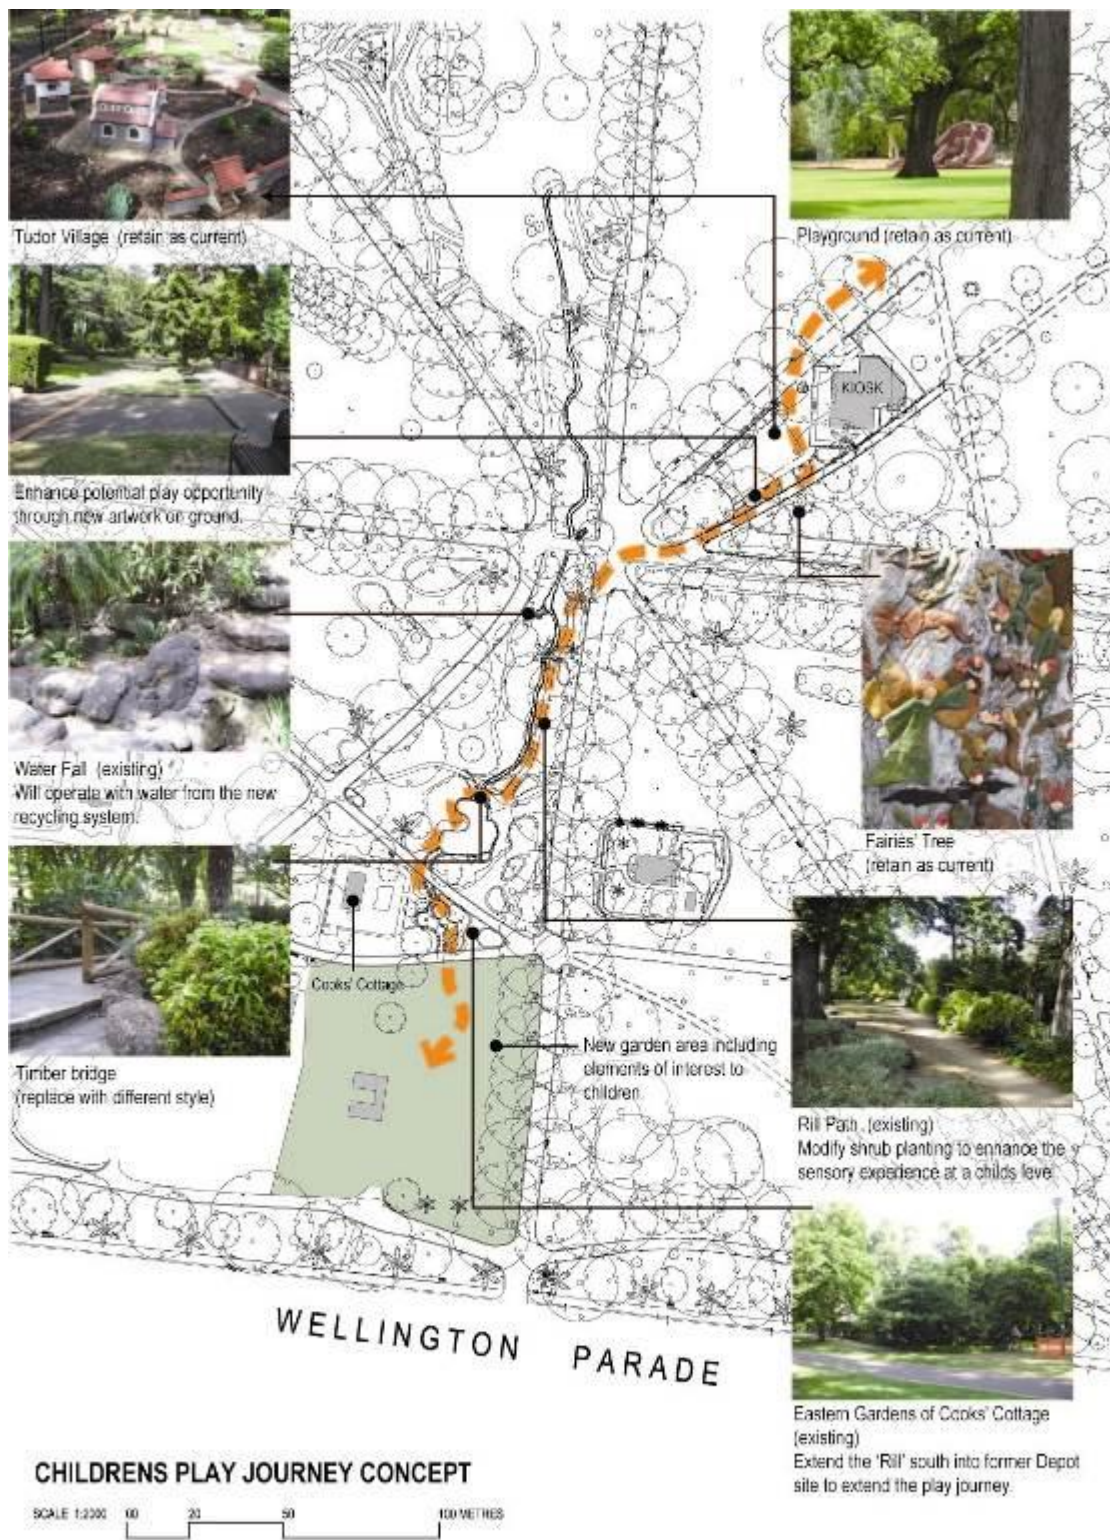 Tudor Village (retain as current)
Playground (retain as current)
KIOSK
Enhance potential play opportunity
through new artwork on ground.
Water Fall (existing)
Will operate with water from the new
recycling system.
Fairies' Tree
(retain as current)
Cooks' Cottage
Timber bridge
(replace with different style)
New garden area including
elements of interest to
children
Rill Path (existing)
Modify shrub planting to enhance the
sensory experience at a childs level
WELLINGTON PARADE
Eastern Gardens of Cooks' Cottage
(existing)
Extend the 'Rill' south into former Depot
site to extend the play journey.
CHILDRENS PLAY JOURNEY CONCEPT
SCALE 1:2000 00 20 50 100 METRES